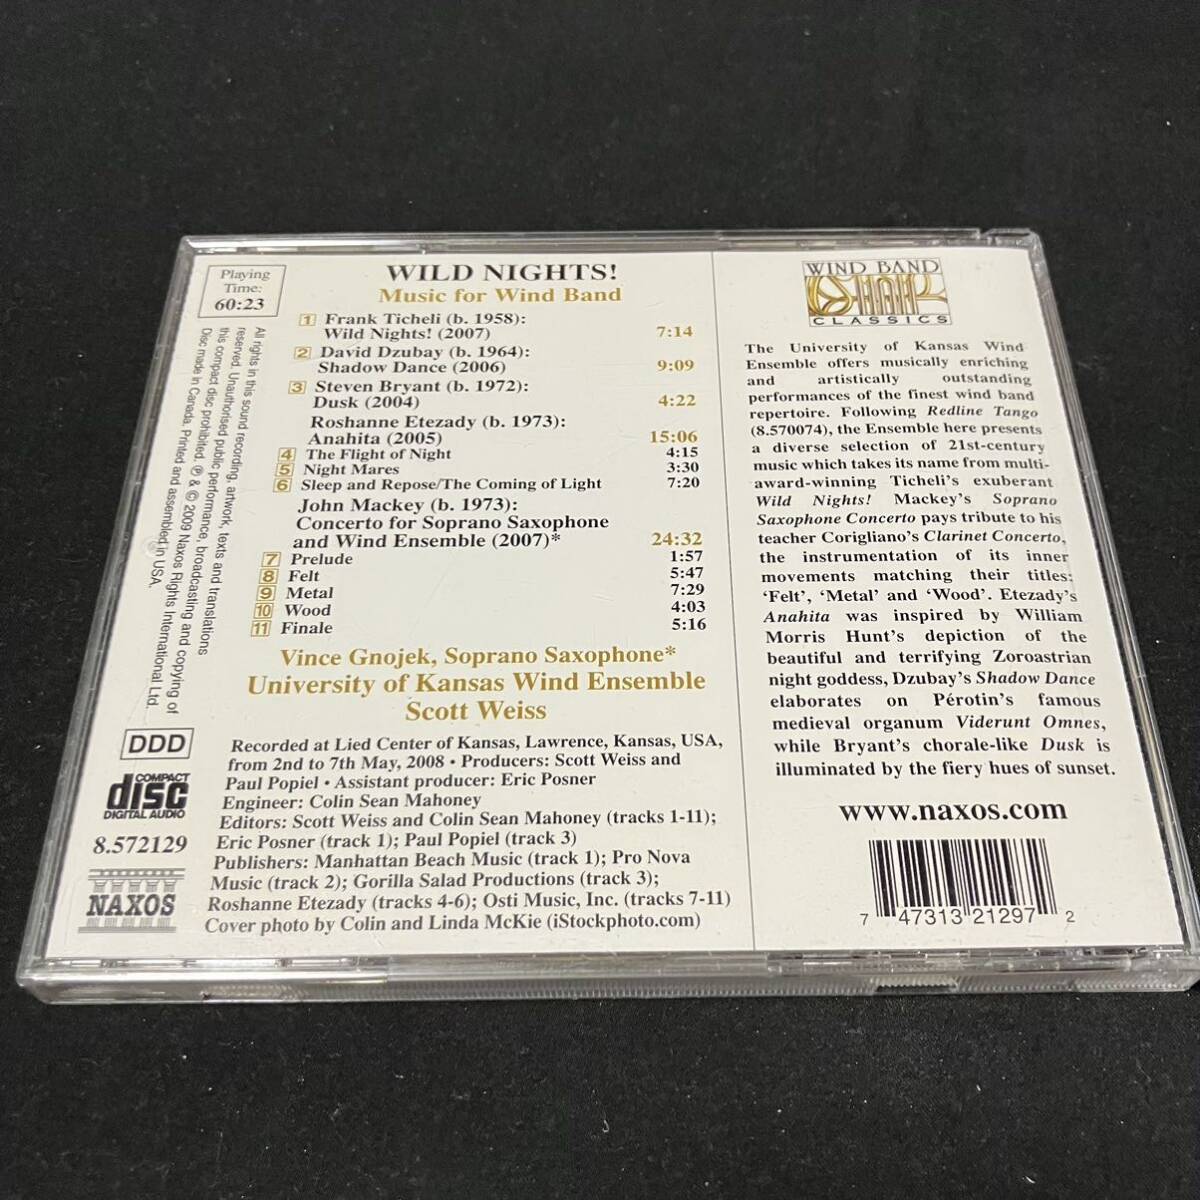 Playing
Time:
60:23
WILD NIGHTS!
Music for Wind Band
1 Frank Ticheli (b. 1958):
Wild Nights! (2007) 7:14
2 David Dzubay (b. 1964):
Shadow Dance (2006) 9:09
3 Steven Bryant (b. 1972):
Dusk (2004) 4:22
Roshanne Etezady (b. 1973):
Anahita (2005) 15:06
4 The Flight of Night 4:15
5 Night Mares 3:30
6 Sleep and Repose/The Coming of Light 7:20
John Mackey (b. 1973):
Concerto for Soprano Saxophone
and Wind Ensemble (2007)* 24:32
7 Prelude 1:57
8 Felt 5:47
9 Metal 7:29
10 Wood 4:03
11 Finale 5:16
Vince Gnojek, Soprano Saxophone*
University of Kansas Wind Ensemble
Scott Weiss
Recorded at Lied Center of Kansas, Lawrence, Kansas, USA,
from 2nd to 7th May, 2008 • Producers: Scott Weiss and
Paul Popiel • Assistant producer: Eric Posner
Engineer: Colin Sean Mahoney
Editors: Scott Weiss and Colin Sean Mahoney (tracks 1-11);
Eric Posner (track 1); Paul Popiel (track 3)
Publishers: Manhattan Beach Music (track 1); Pro Nova
Music (track 2); Gorilla Salad Productions (track 3);
Roshanne Etezady (tracks 4-6); Osti Music, Inc. (tracks 7-11)
Cover photo by Colin and Linda McKie (iStockphoto.com)
All rights in this sound recording, artwork, texts and translations
reserved. Unauthorised public performance, broadcasting and copying of
this compact disc prohibited. ℗ & © 2009 Naxos Rights International Ltd.
Disc made in Canada. Printed and assembled in USA.
DDD
COMPACT
disc
DIGITAL AUDIO
8.572129
NAXOS
WIND BAND
CLASSICS
The University of Kansas Wind
Ensemble offers musically enriching
and artistically outstanding
performances of the finest wind band
repertoire. Following Redline Tango
(8.570074), the Ensemble here presents
a diverse selection of 21st-century
music which takes its name from multi-
award-winning Ticheli's exuberant
Wild Nights! Mackey's Soprano
Saxophone Concerto pays tribute to his
teacher Corigliano's Clarinet Concerto,
the instrumentation of its inner
movements matching their titles:
‘Felt’, ‘Metal’ and ‘Wood’. Etezady's
Anahita was inspired by William
Morris Hunt's depiction of the
beautiful and terrifying Zoroastrian
night goddess, Dzubay's Shadow Dance
elaborates on Pérotin's famous
medieval organum Viderunt Omnes,
while Bryant's chorale-like Dusk is
illuminated by the fiery hues of sunset.
www.naxos.com
7 47313 21297 2